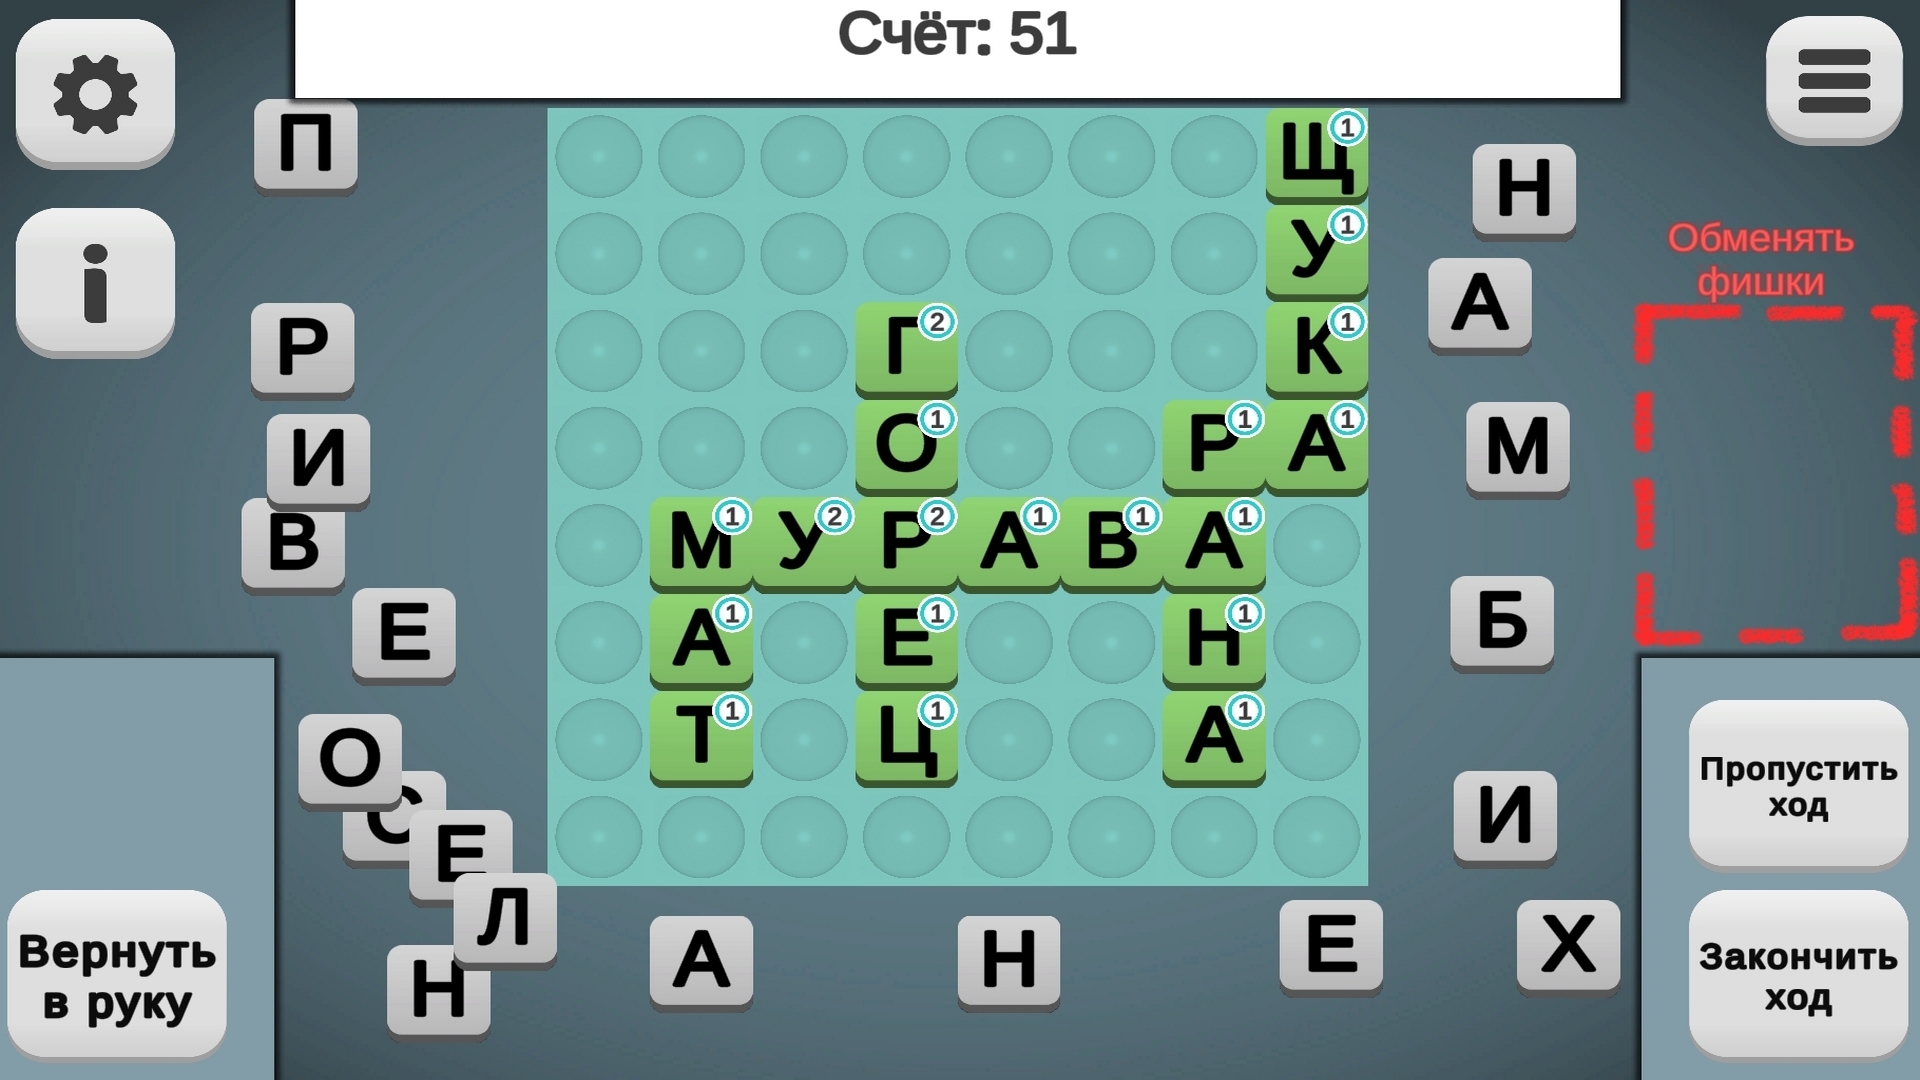 Счёт: 51
П
Щ 1
Н
У 1
Обменять
фишки
А
Р
Г 2
К 1
И
О 1
Р 1
А 1
М
В
М 1 У 2 Р 2 А 1 В 1 А 1
Е
А 1
Е 1
Н 1
Б
О
Т 1
Ц 1
А 1
Пропустить
ход
С
Е
И
Л
Вернуть
в руку
Н
А
Н
Е
Х
Закончить
ход